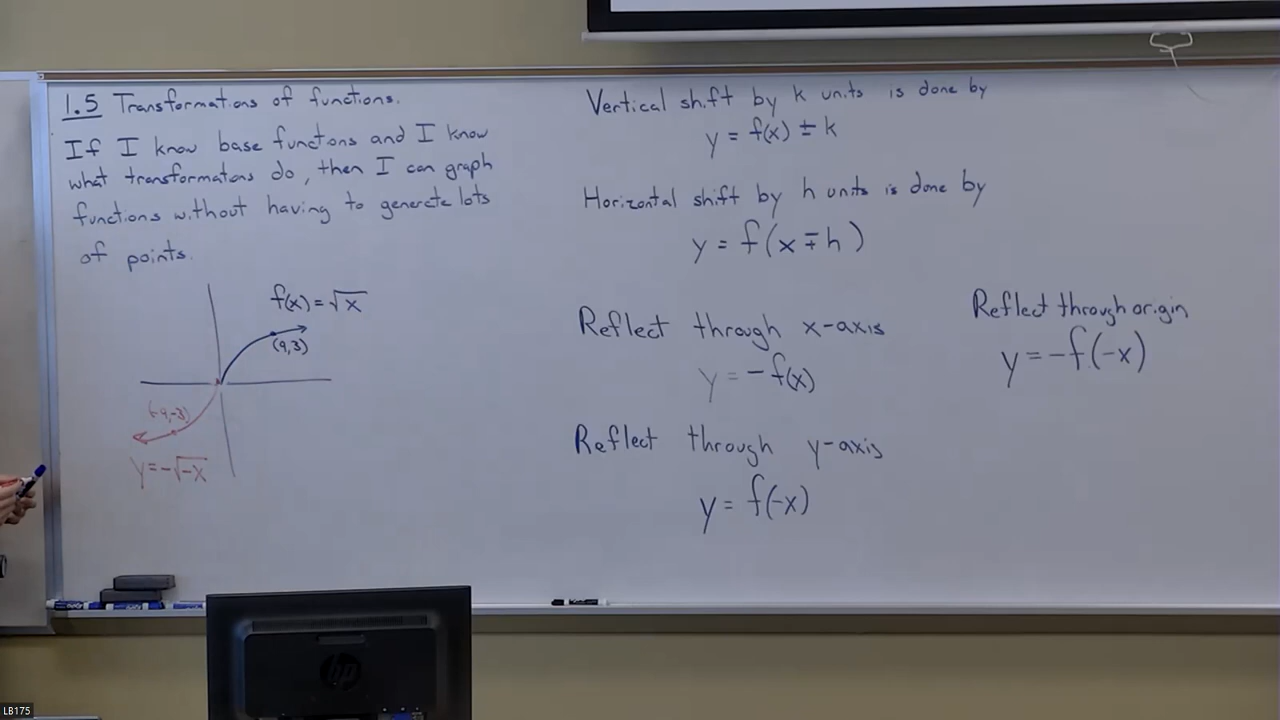 1.5 Transformations of functions.
If I know base functions and I know
what transformations do, then I can graph
functions without having to generate lots
of points.
f(x) = √x
(9,3)
(-9,-3)
y=-√-x
Vertical shift by k units is done by
y = f(x) ± k
Horizontal shift by h units is done by
y = f(x ∓ h)
Reflect through x-axis
y = -f(x)
Reflect through y-axis
y = f(-x)
Reflect through origin
y = -f(-x)
hp
LB175